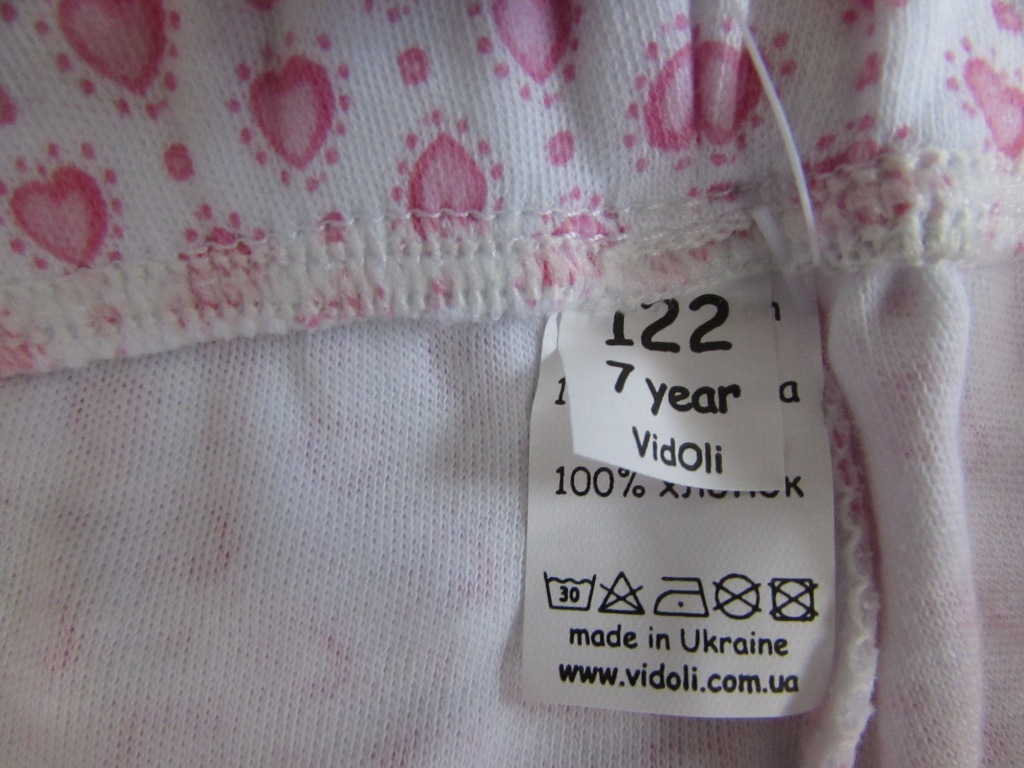 122
7 year
VidOli
100%
30
made in Ukraine
www.vidoli.com.ua